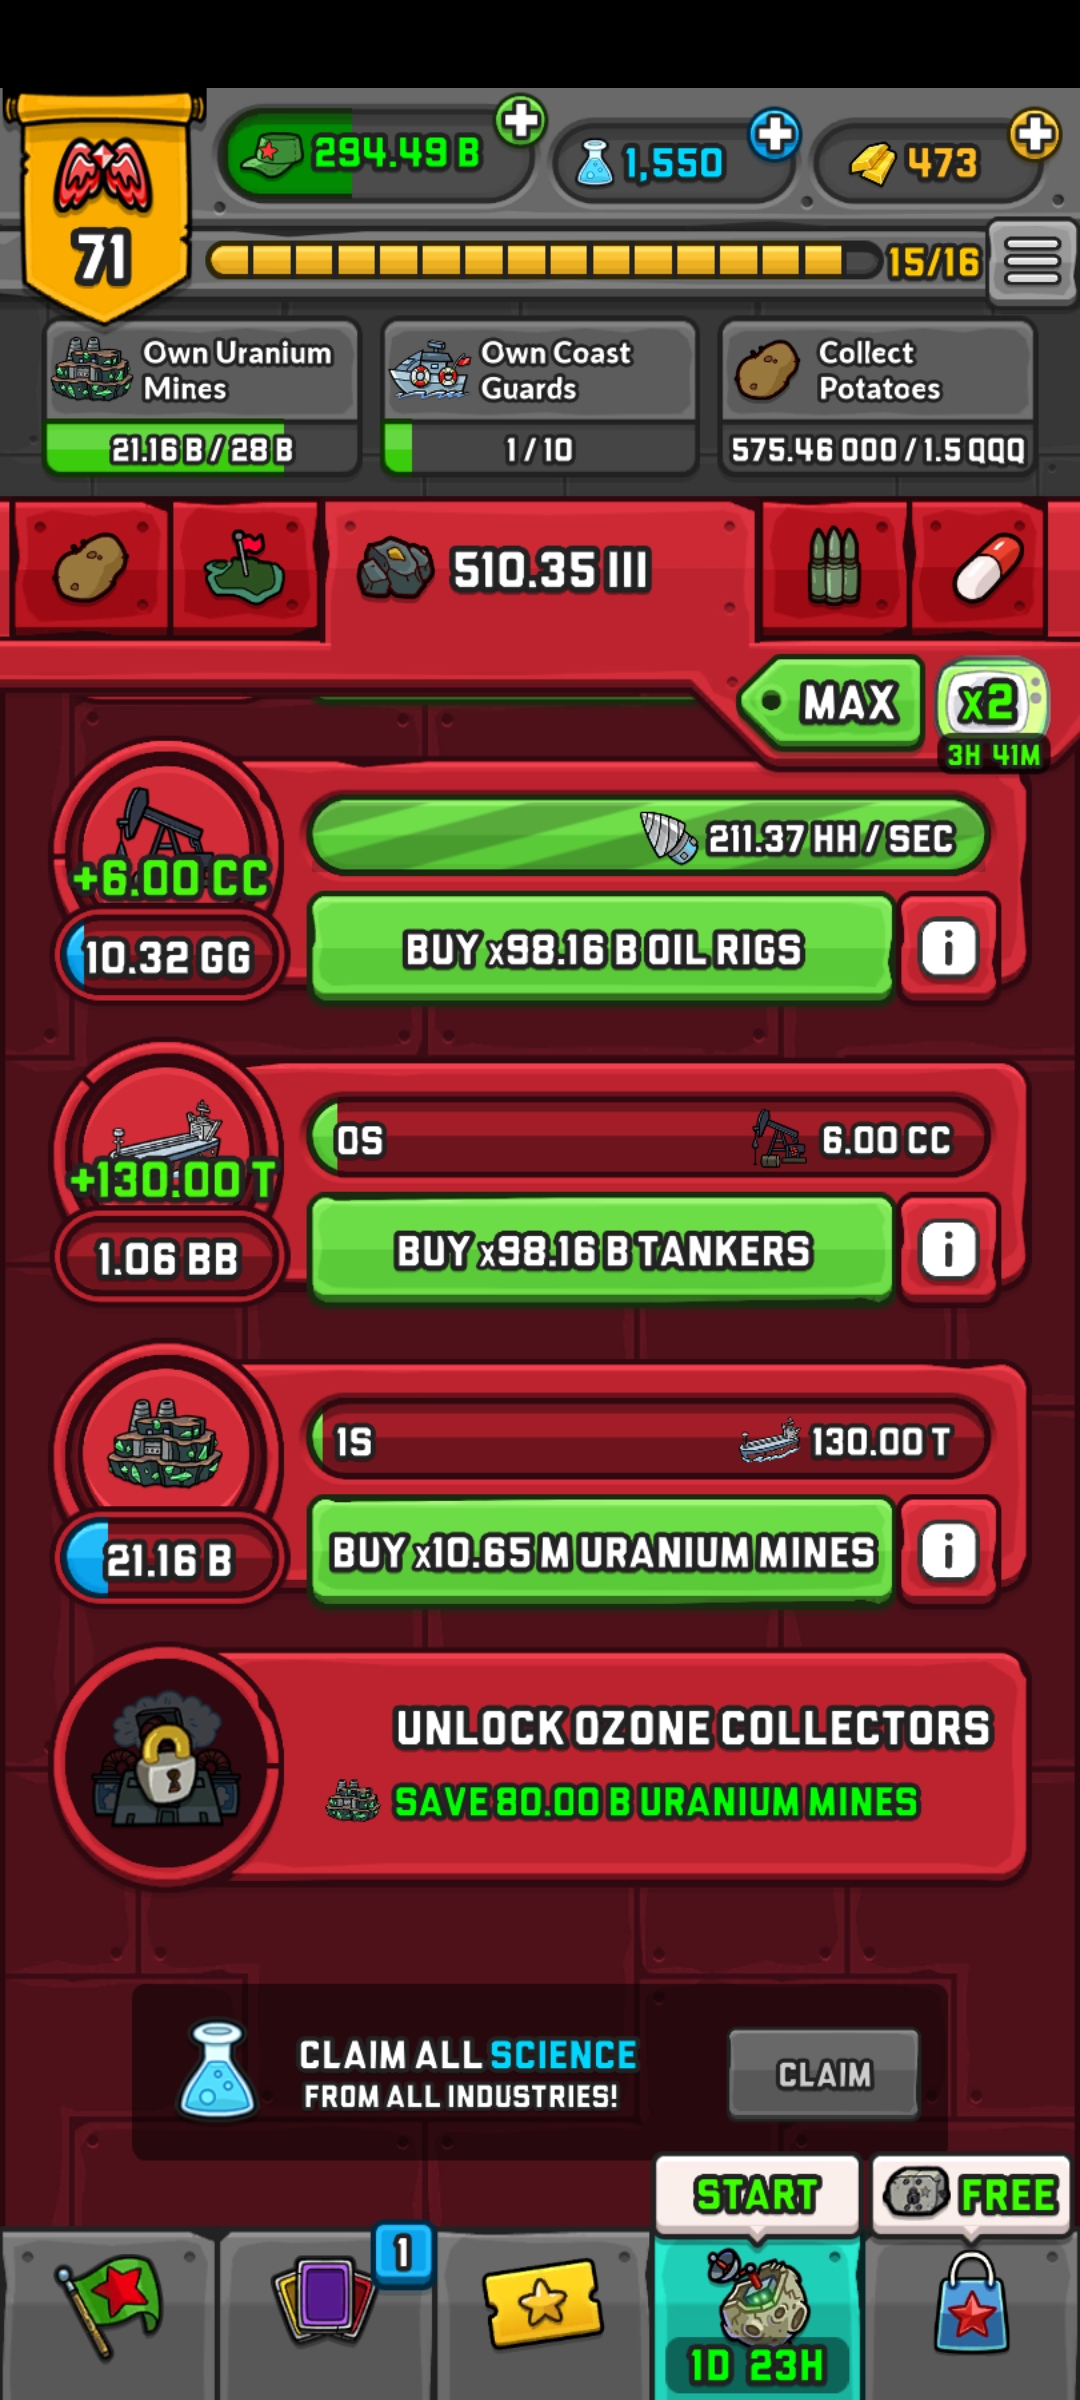 294.49 B
1,550
473
71
15/16
Own Uranium
Mines
21.16 B / 28 B
Own Coast
Guards
1 / 10
Collect
Potatoes
575.46 000 / 1.5 QQQ
510.35 III
MAX
x2
3H 41M
+6.00 CC
10.32 GG
211.37 HH / SEC
BUY x98.16 B OIL RIGS
i
+130.00 T
1.06 BB
0S
6.00 CC
BUY x98.16 B TANKERS
i
21.16 B
1S
130.00 T
BUY x10.65 M URANIUM MINES
i
UNLOCK OZONE COLLECTORS
SAVE 80.00 B URANIUM MINES
CLAIM ALL SCIENCE
FROM ALL INDUSTRIES!
CLAIM
START
FREE
1
1D 23H